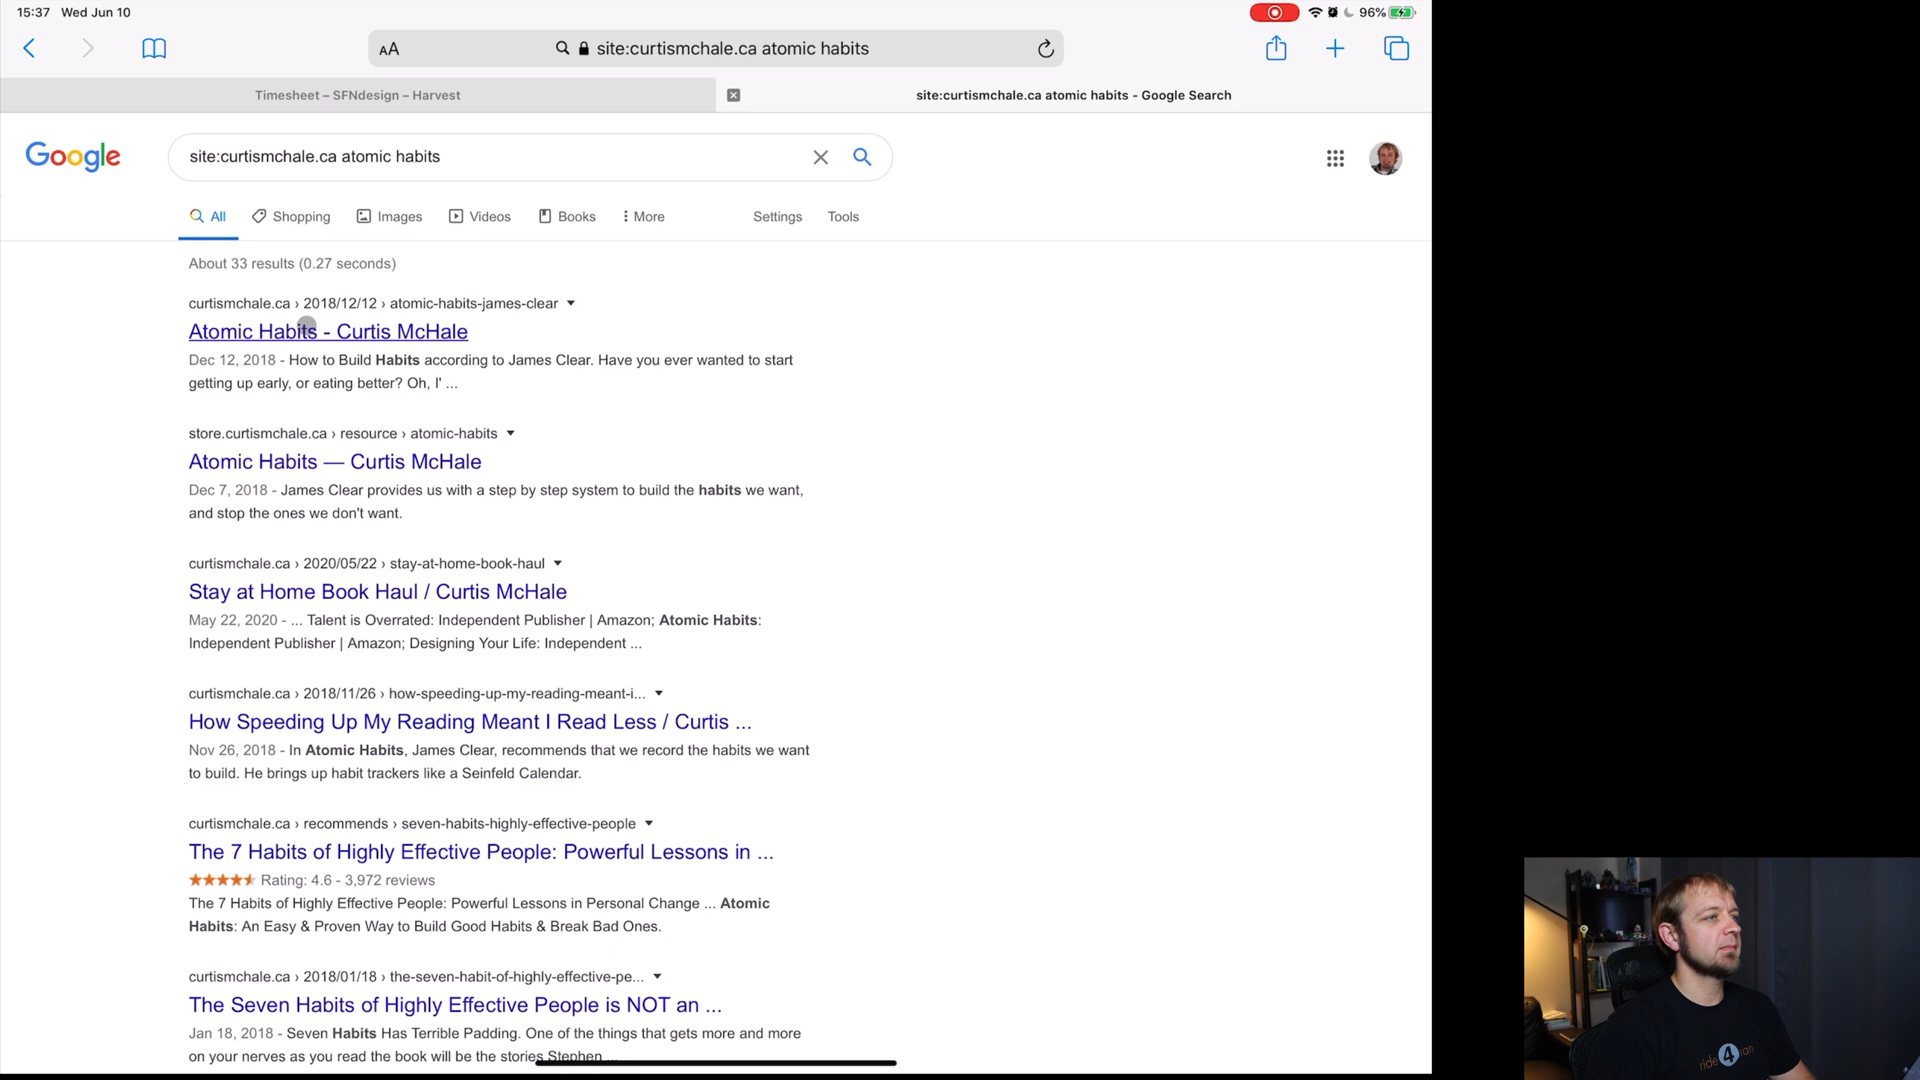 15:37 Wed Jun 10
96%
AA
site:curtismchale.ca atomic habits
Timesheet – SFNdesign – Harvest
site:curtismchale.ca atomic habits - Google Search
Google
site:curtismchale.ca atomic habits
All Shopping Images Videos Books More Settings Tools
About 33 results (0.27 seconds)
curtismchale.ca › 2018/12/12 › atomic-habits-james-clear
Atomic Habits - Curtis McHale
Dec 12, 2018 - How to Build Habits according to James Clear. Have you ever wanted to start
getting up early, or eating better? Oh, I' ...
store.curtismchale.ca › resource › atomic-habits
Atomic Habits — Curtis McHale
Dec 7, 2018 - James Clear provides us with a step by step system to build the habits we want,
and stop the ones we don't want.
curtismchale.ca › 2020/05/22 › stay-at-home-book-haul
Stay at Home Book Haul / Curtis McHale
May 22, 2020 - ... Talent is Overrated: Independent Publisher | Amazon; Atomic Habits:
Independent Publisher | Amazon; Designing Your Life: Independent ...
curtismchale.ca › 2018/11/26 › how-speeding-up-my-reading-meant-i...
How Speeding Up My Reading Meant I Read Less / Curtis ...
Nov 26, 2018 - In Atomic Habits, James Clear, recommends that we record the habits we want
to build. He brings up habit trackers like a Seinfeld Calendar.
curtismchale.ca › recommends › seven-habits-highly-effective-people
The 7 Habits of Highly Effective People: Powerful Lessons in ...
Rating: 4.6 - 3,972 reviews
The 7 Habits of Highly Effective People: Powerful Lessons in Personal Change ... Atomic
Habits: An Easy & Proven Way to Build Good Habits & Break Bad Ones.
curtismchale.ca › 2018/01/18 › the-seven-habit-of-highly-effective-pe...
The Seven Habits of Highly Effective People is NOT an ...
Jan 18, 2018 - Seven Habits Has Terrible Padding. One of the things that gets more and more
on your nerves as you read the book will be the stories Stephen ...
ride 4 ran